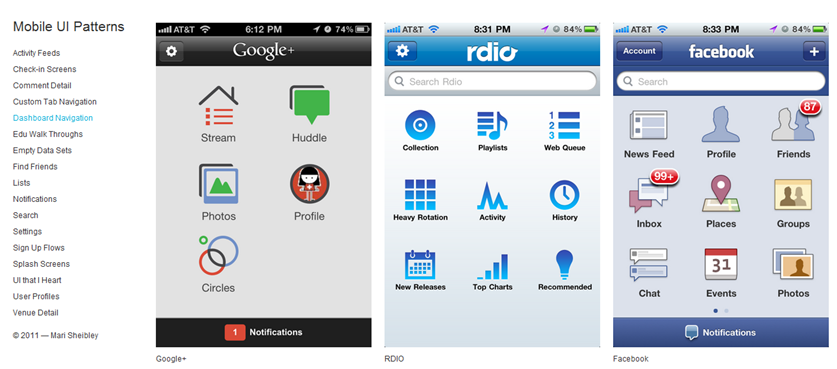 Mobile UI Patterns
Activity Feeds
Check-in Screens
Comment Detail
Custom Tab Navigation
Dashboard Navigation
Edu Walk Throughs
Empty Data Sets
Find Friends
Lists
Notifications
Search
Settings
Sign Up Flows
Splash Screens
UI that I Heart
User Profiles
Venue Detail
© 2011 — Mari Sheibley
AT&T 6:12 PM 74%
Google+
Stream Huddle
Photos Profile
Circles
1 Notifications
Google+
AT&T 8:31 PM 84%
rdio
Search Rdio
1
2
3
Collection Playlists Web Queue
Heavy Rotation Activity History
New Releases Top Charts Recommended
RDIO
AT&T 8:33 PM 84%
Account facebook +
Search
87
News Feed Profile Friends
99+
Inbox Places Groups
31
Chat Events Photos
Notifications
Facebook